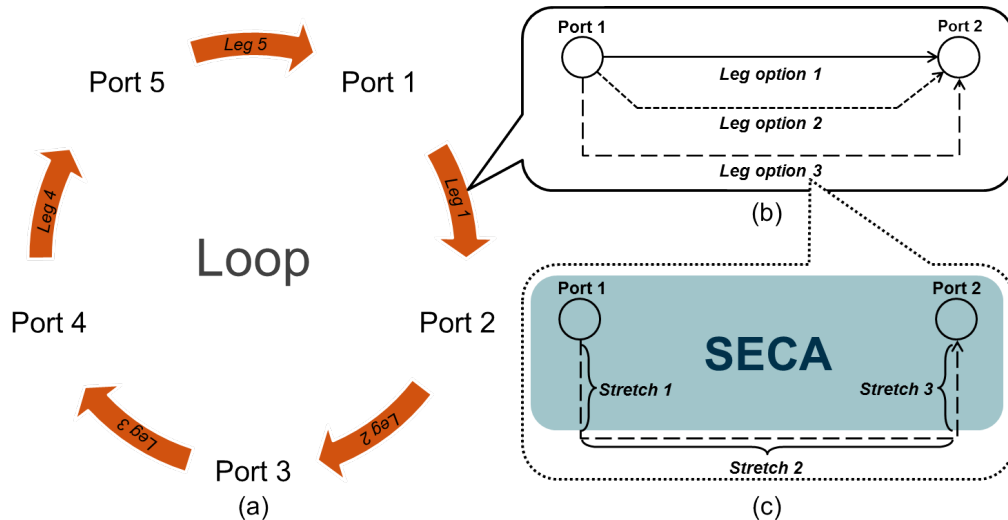 Leg 5
Port 5
Port 1
Leg 4
Leg 1
Loop
Port 4
Port 2
Leg 3
Leg 2
Port 3
(a)
Port 1
Port 2
Leg option 1
Leg option 2
Leg option 3
(b)
Port 1
Port 2
SECA
Stretch 1
Stretch 3
Stretch 2
(c)